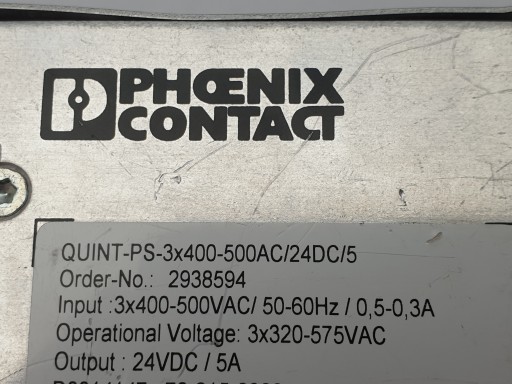 PHŒNIX
CONTACT
QUINT-PS-3x400-500AC/24DC/5
Order-No.: 2938594
Input :3x400-500VAC/ 50-60Hz / 0,5-0,3A
Operational Voltage: 3x320-575VAC
Output : 24VDC / 5A